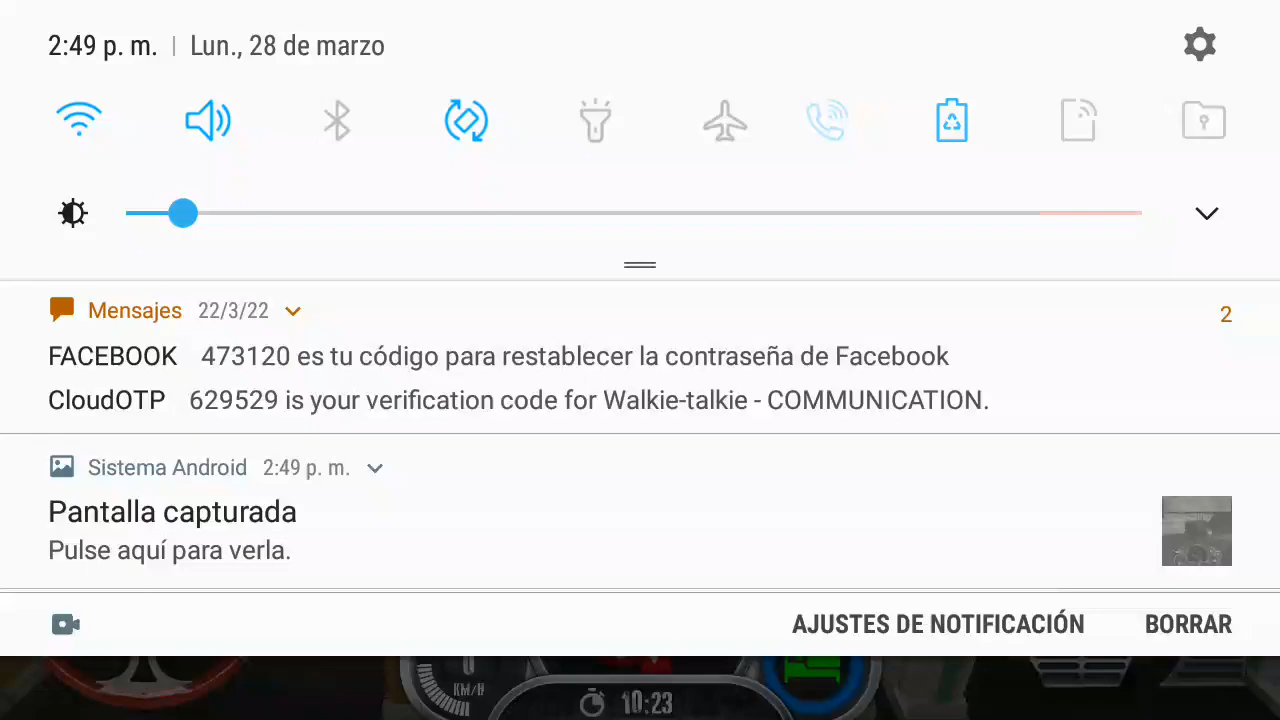 2:49 p. m. | Lun., 28 de marzo
Mensajes 22/3/22 2
FACEBOOK 473120 es tu código para restablecer la contraseña de Facebook
CloudOTP 629529 is your verification code for Walkie-talkie - COMMUNICATION.
Sistema Android 2:49 p. m.
Pantalla capturada
Pulse aquí para verla.
AJUSTES DE NOTIFICACIÓN BORRAR
0
KM/H
10:23